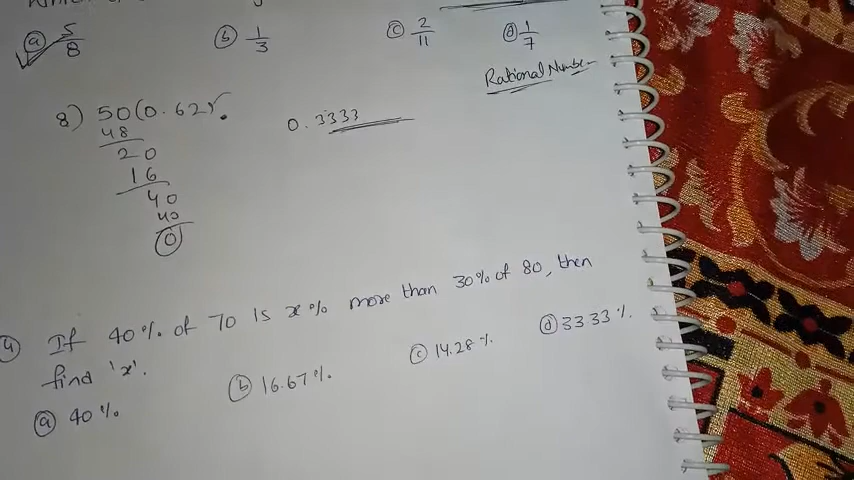 ⓐ 5/8 ⓑ 1/3 ⓒ 2/11 ⓓ 1/7
Rational Number
8) 50(0.62 0.3333
48
20
16
40
40
0
4 If 40% of 70 is x% more than 30% of 80, then
find 'x'.
ⓐ 40% ⓑ 16.67% ⓒ 14.28% ⓓ 33 33%